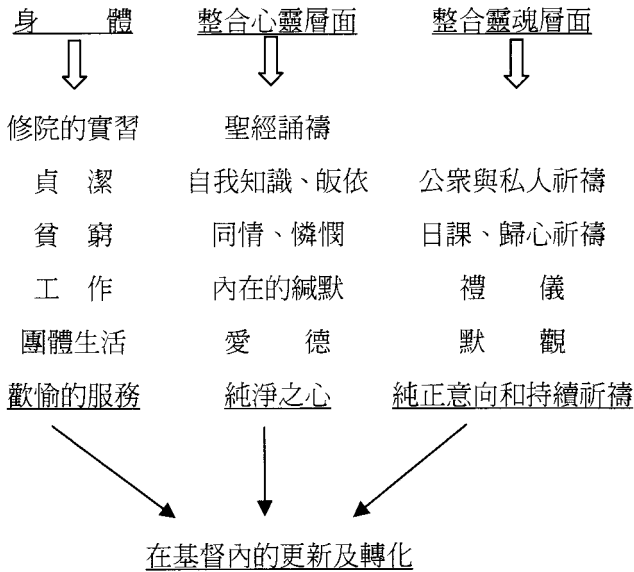 身 體 整合心靈層面 整合靈魂層面
修院的實習 聖經誦禱
貞 潔 自我知識、皈依 公衆與私人祈禱
貧 窮 同情、憐憫 日課、歸心祈禱
工 作 內在的緘默 禮 儀
團體生活 愛 德 默 觀
歡愉的服務 純淨之心 純正意向和持續祈禱
在基督內的更新及轉化